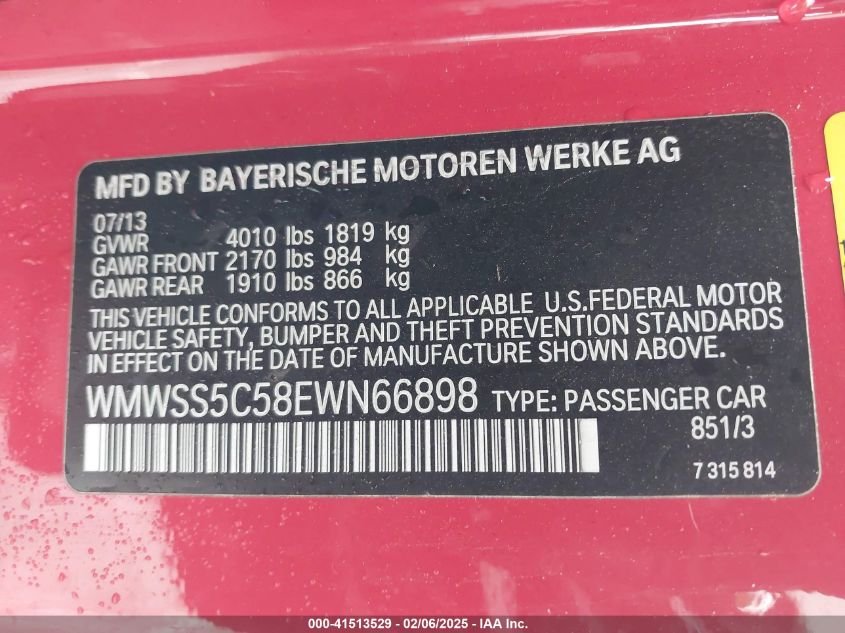 MFD BY BAYERISCHE MOTOREN WERKE AG
07/13
GVWR 4010 lbs 1819 kg
GAWR FRONT 2170 lbs 984 kg
GAWR REAR 1910 lbs 866 kg
THIS VEHICLE CONFORMS TO ALL APPLICABLE U.S.FEDERAL MOTOR
VEHICLE SAFETY, BUMPER AND THEFT PREVENTION STANDARDS
IN EFFECT ON THE DATE OF MANUFACTURE SHOWN ABOVE.
WMWSS5C58EWN66898 TYPE: PASSENGER CAR
851/3
7 315 814
000-41513529 - 02/06/2025 - IAA Inc.